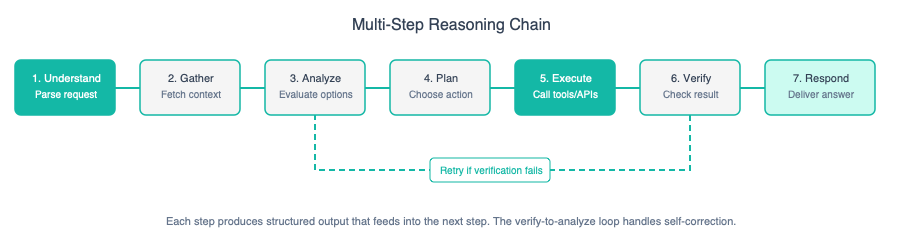 Multi-Step Reasoning Chain
1. Understand
Parse request
2. Gather
Fetch context
3. Analyze
Evaluate options
4. Plan
Choose action
5. Execute
Call tools/APIs
6. Verify
Check result
7. Respond
Deliver answer
Retry if verification fails
Each step produces structured output that feeds into the next step. The verify-to-analyze loop handles self-correction.